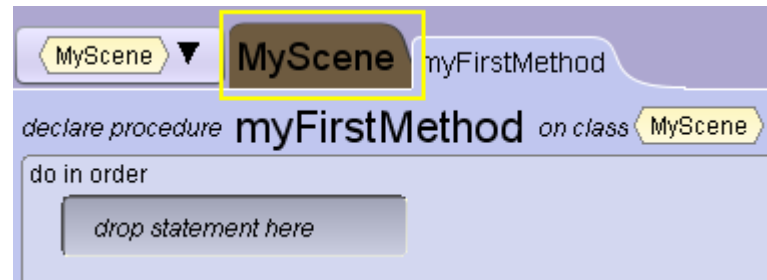 MyScene MyScene myFirstMethod
declare procedure myFirstMethod on class MyScene
do in order
drop statement here